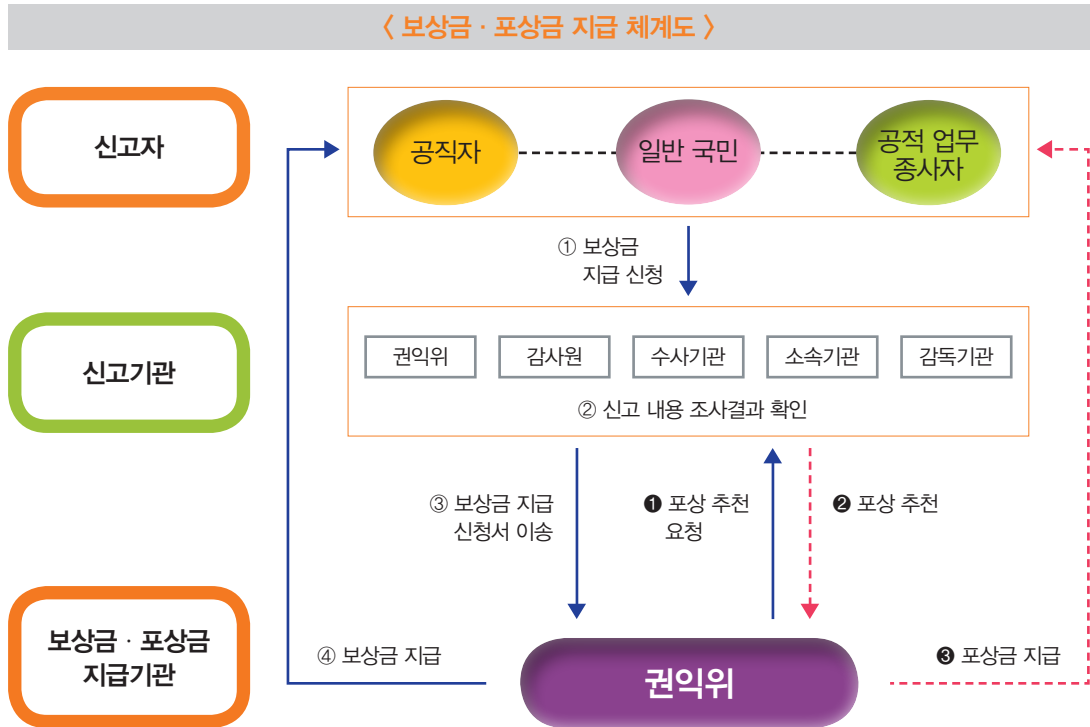 〈 보상금 · 포상금 지급 체계도 〉
신고자
공직자
일반 국민
공적 업무
종사자
① 보상금
지급 신청
신고기관
권익위
감사원
수사기관
소속기관
감독기관
② 신고 내용 조사결과 확인
③ 보상금 지급
신청서 이송
❶ 포상 추천
요청
❷ 포상 추천
보상금 · 포상금
지급기관
④ 보상금 지급
권익위
❸ 포상금 지급